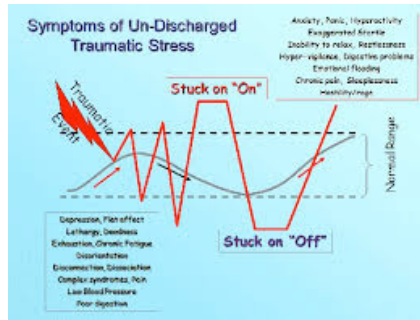 Symptoms of Un-Discharged
Traumatic Stress
Anxiety, Panic, Hyperactivity
Exaggerated Startle
Inability to relax, Restlessness
Hyper-vigilance, Digestive problems
Emotional flooding
Chronic pain, Sleeplessness
Hostility/rage
Traumatic
Event
Stuck on "On"
Normal Range
Stuck on "Off"
Depression, Flat affect
Lethargy, Deadness
Exhaustion, Chronic Fatigue
Disorientation
Disconnection, Dissociation
Complex syndromes, Pain
Low Blood Pressure
Poor digestion